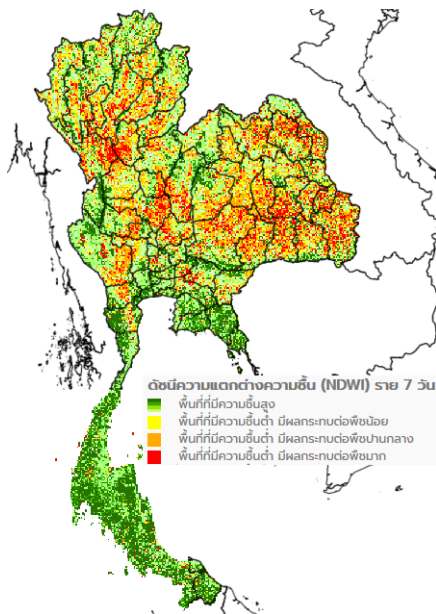 ดัชนีความแตกต่างความชื้น (NDWI) ราย 7 วัน
พื้นที่ที่มีความชื้นสูง
พื้นที่ที่มีความชื้นต่ำ มีผลกระทบต่อพืชน้อย
พื้นที่ที่มีความชื้นต่ำ มีผลกระทบต่อพืชปานกลาง
พื้นที่ที่มีความชื้นต่ำ มีผลกระทบต่อพืชมาก